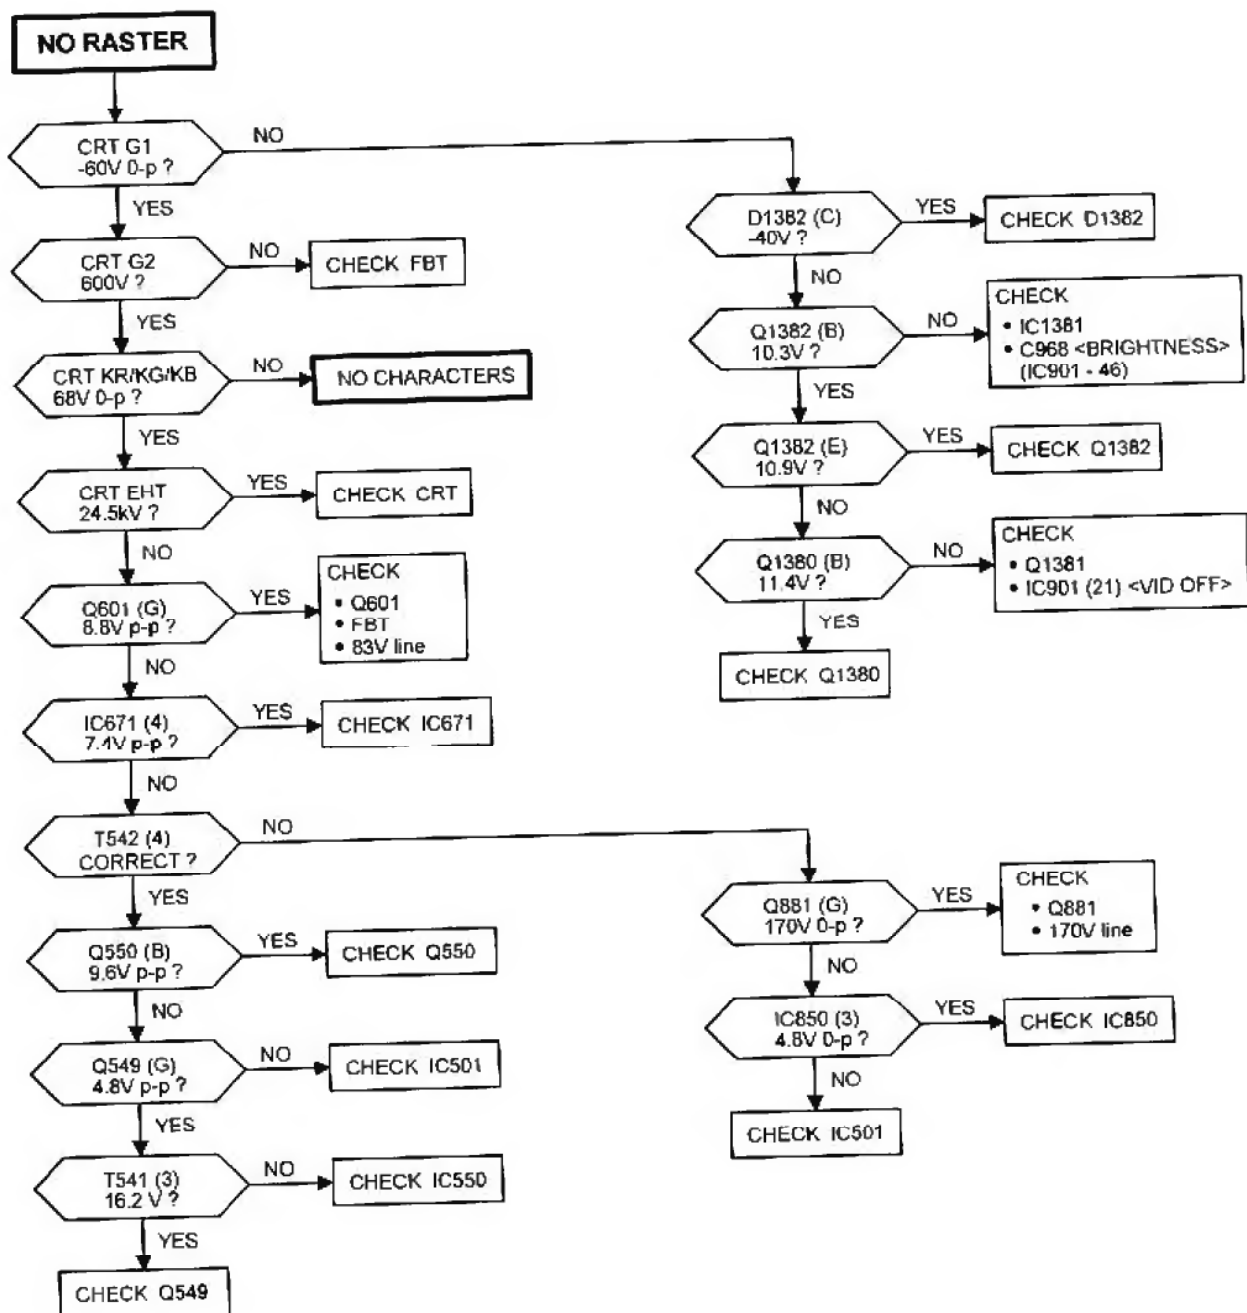 NO RASTER
CRT G1
-60V 0-p ?
NO
YES
CRT G2
600V ?
NO
CHECK FBT
YES
CRT KR/KG/KB
68V 0-p ?
NO
NO CHARACTERS
YES
CRT EHT
24.5kV ?
YES
CHECK CRT
NO
Q601 (G)
8.8V p-p ?
YES
CHECK
• Q601
• FBT
• 83V line
NO
IC671 (4)
7.4V p-p ?
YES
CHECK IC671
NO
T542 (4)
CORRECT ?
NO
YES
Q550 (B)
9.6V p-p ?
YES
CHECK Q550
NO
Q549 (G)
4.8V p-p ?
NO
CHECK IC501
YES
T541 (3)
16.2 V ?
NO
CHECK IC550
YES
CHECK Q549
D1382 (C)
-40V ?
YES
CHECK D1382
NO
Q1382 (B)
10.3V ?
NO
CHECK
• IC1381
• C968 <BRIGHTNESS>
(IC901 - 46)
YES
Q1382 (E)
10.9V ?
YES
CHECK Q1382
NO
Q1380 (B)
11.4V ?
NO
CHECK
• Q1381
• IC901 (21) <VID OFF>
YES
CHECK Q1380
Q881 (G)
170V 0-p ?
YES
CHECK
• Q881
• 170V line
NO
IC850 (3)
4.8V 0-p ?
YES
CHECK IC850
NO
CHECK IC501